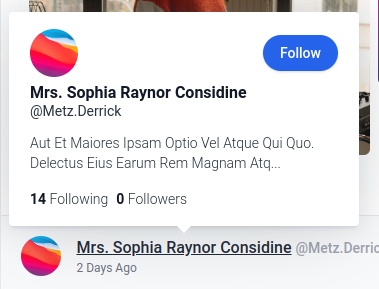 Follow
Mrs. Sophia Raynor Considine
@Metz.Derrick
Aut Et Maiores Ipsam Optio Vel Atque Qui Quo.
Delectus Eius Earum Rem Magnam Atq...
14 Following 0 Followers
Mrs. Sophia Raynor Considine @Metz.Derric
2 Days Ago